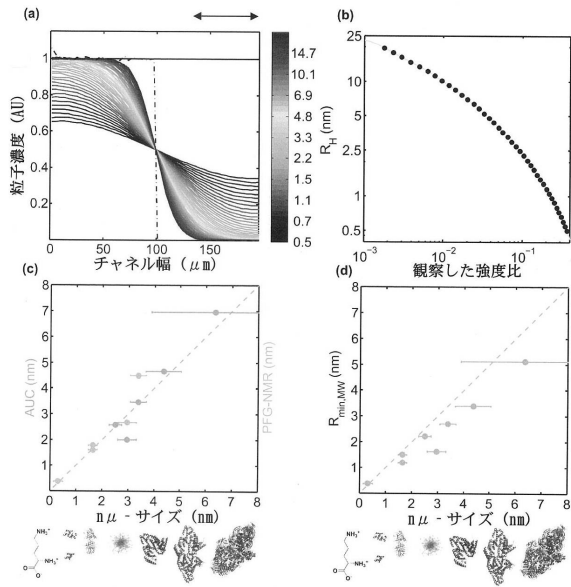 (a)
1
0.8
0.6
0.4
0.2
0 50 100 150
粒子濃度 (AU)
チャネル幅 (μm)
14.7
10.1
6.9
4.8
3.3
2.3
1.6
1.1
0.7
0.5
(b)
25
10
5
2.5
1
0.5
R_H (nm)
10⁻³ 10⁻² 10⁻¹
観察した強度比
(c)
8
7
6
5
4
3
2
1
0 1 2 3 4 5 6 7 8
AUC (nm)
PFG-NMR (nm)
nμ-サイズ (nm)
(d)
8
7
6
5
4
3
2
1
0 1 2 3 4 5 6 7 8
R_min,MW (nm)
nμ-サイズ (nm)
NH₃⁺
NH₃⁺
O
O⁻
NH₃⁺
NH₃⁺
O
O⁻